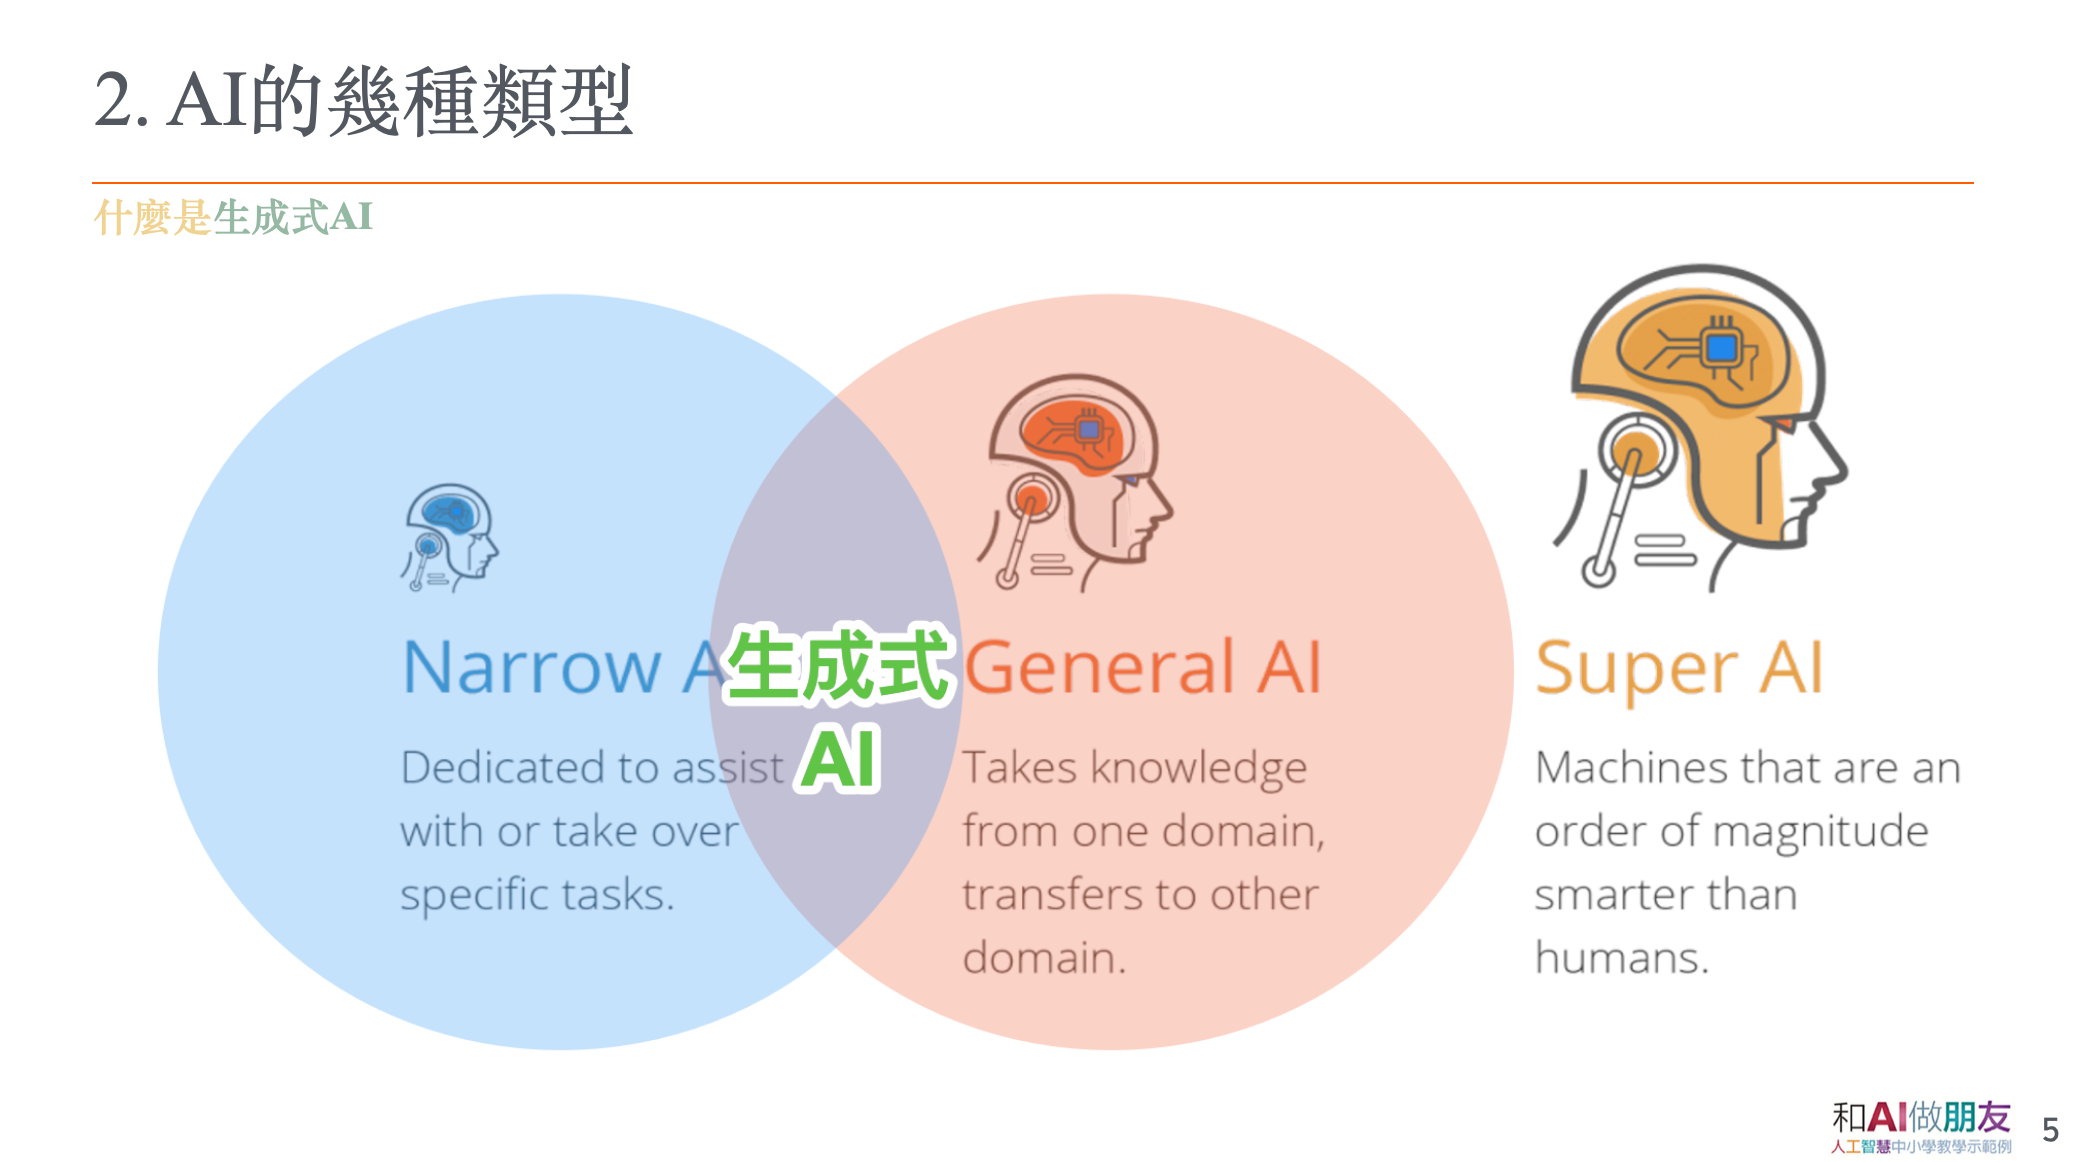 2. AI的幾種類型
什麼是生成式AI
Narrow A
生成式
AI
General AI
Super AI
Dedicated to assist
with or take over
specific tasks.
Takes knowledge
from one domain,
transfers to other
domain.
Machines that are an
order of magnitude
smarter than
humans.
和AI做朋友
人工智慧中小學教學示範例
5